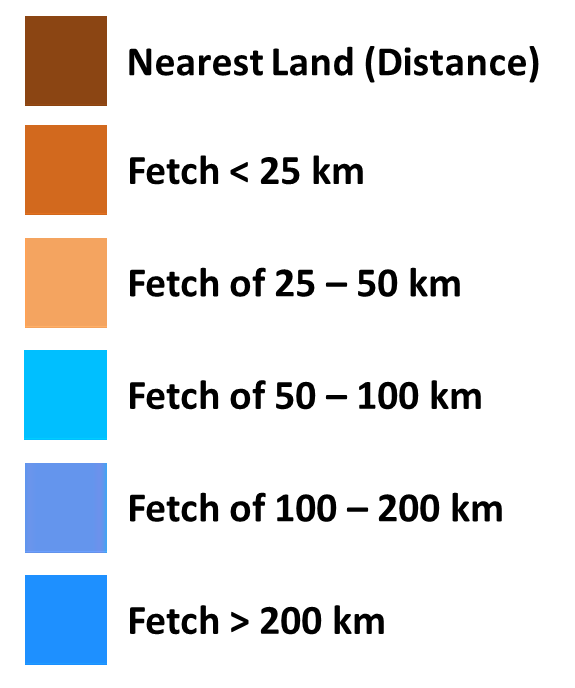 Nearest Land (Distance)
Fetch < 25 km
Fetch of 25 – 50 km
Fetch of 50 – 100 km
Fetch of 100 – 200 km
Fetch > 200 km